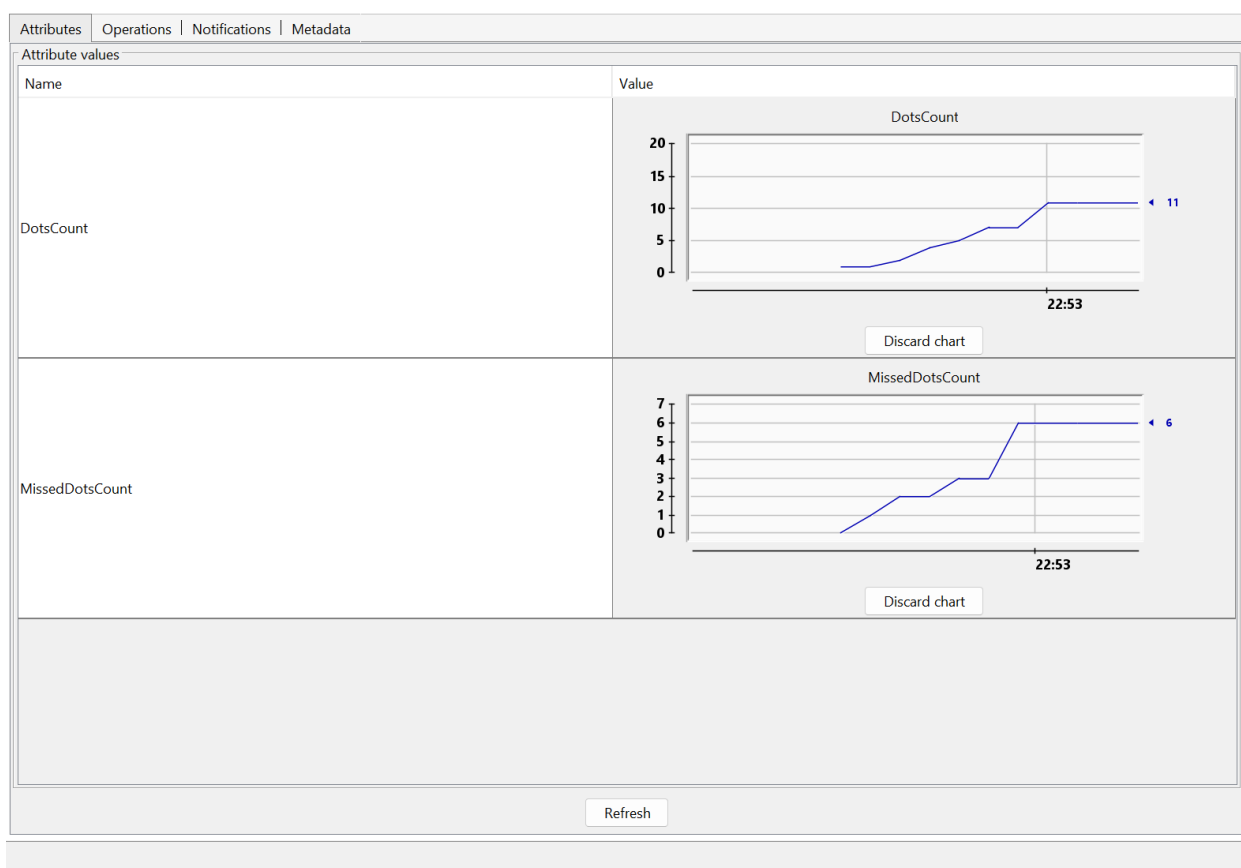 Attributes Operations Notifications Metadata
Attribute values
Name Value
DotsCount
20
15
10
5
0
11
22:53
DotsCount
Discard chart
MissedDotsCount
7
6
5
4
3
2
1
0
6
22:53
MissedDotsCount
Discard chart
Refresh